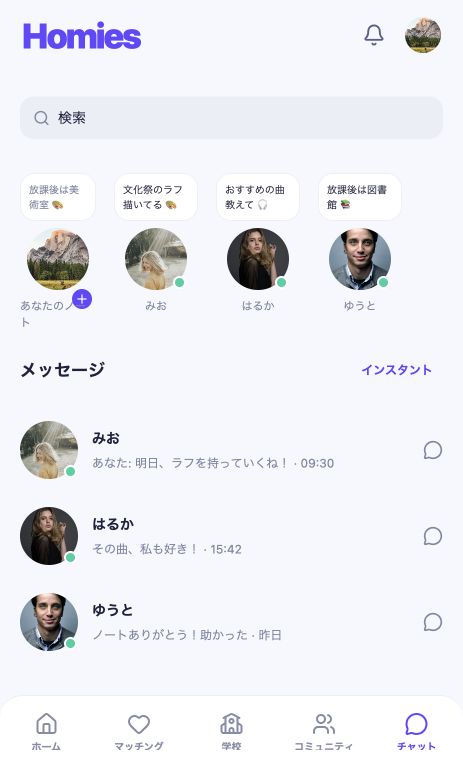 Homies
検索
放課後は美
術室 🎨
文化祭のラフ
描いてる 🎨
おすすめの曲
教えて 🎧
放課後は図書
館 📚
あなたのノー
ト
みお
はるか
ゆうと
メッセージ
インスタント
みお
あなた: 明日、ラフを持っていくね！ · 09:30
はるか
その曲、私も好き！ · 15:42
ゆうと
ノートありがとう！助かった · 昨日
ホーム
マッチング
学校
コミュニティ
チャット